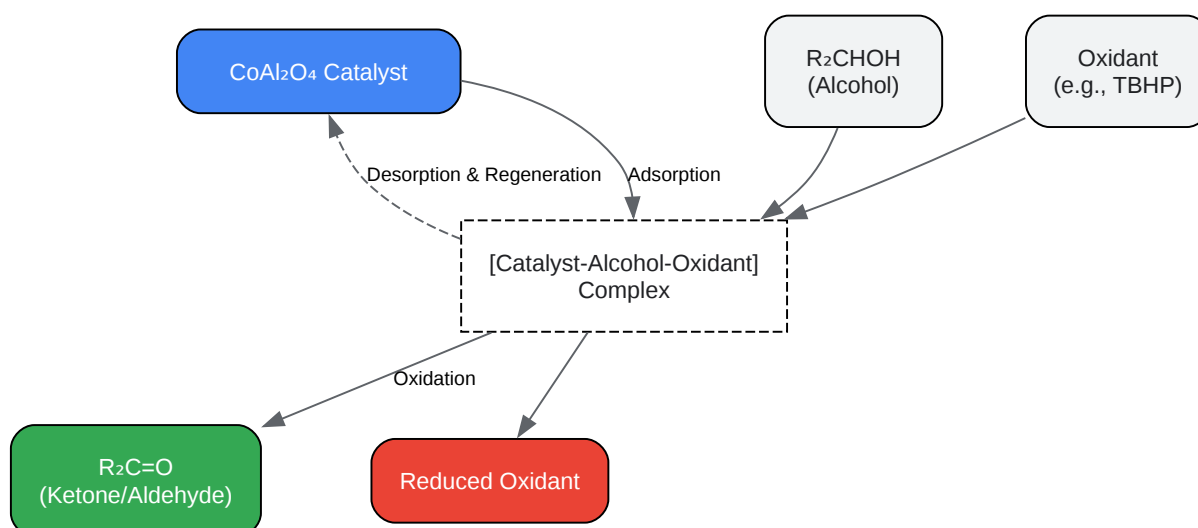 CoAl₂O₄ Catalyst
R₂CHOH
(Alcohol)
Oxidant
(e.g., TBHP)
Desorption & Regeneration
Adsorption
[Catalyst-Alcohol-Oxidant]
Complex
Oxidation
R₂C=O
(Ketone/Aldehyde)
Reduced Oxidant